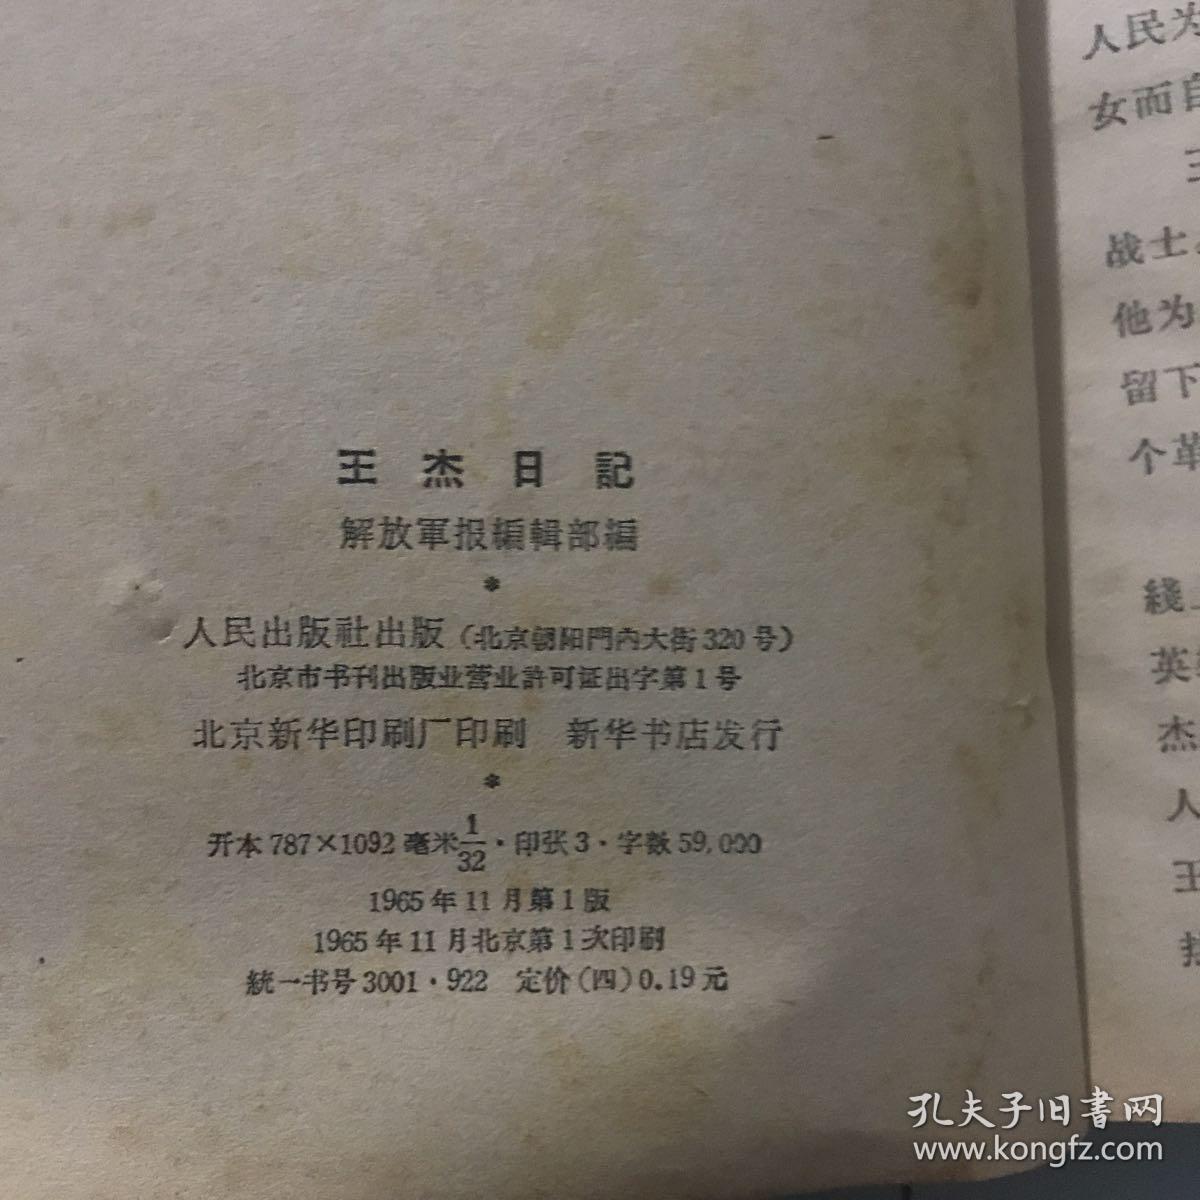 王杰日記
解放軍报編輯部編
*
人民出版社出版（北京朝阳門內大街320号）
北京市书刊出版业营业許可证出字第1号
北京新华印刷厂印刷 新华书店发行
*
开本787×1092毫米1/32·印张3·字数59,000
1965年11月第1版
1965年11月北京第1次印刷
統一书号3001·922 定价（四）0.19元
人民为
女而自
战士
他为
留下
个革
綫
英
杰
人
王
孔夫子旧書网
www.kongfz.com